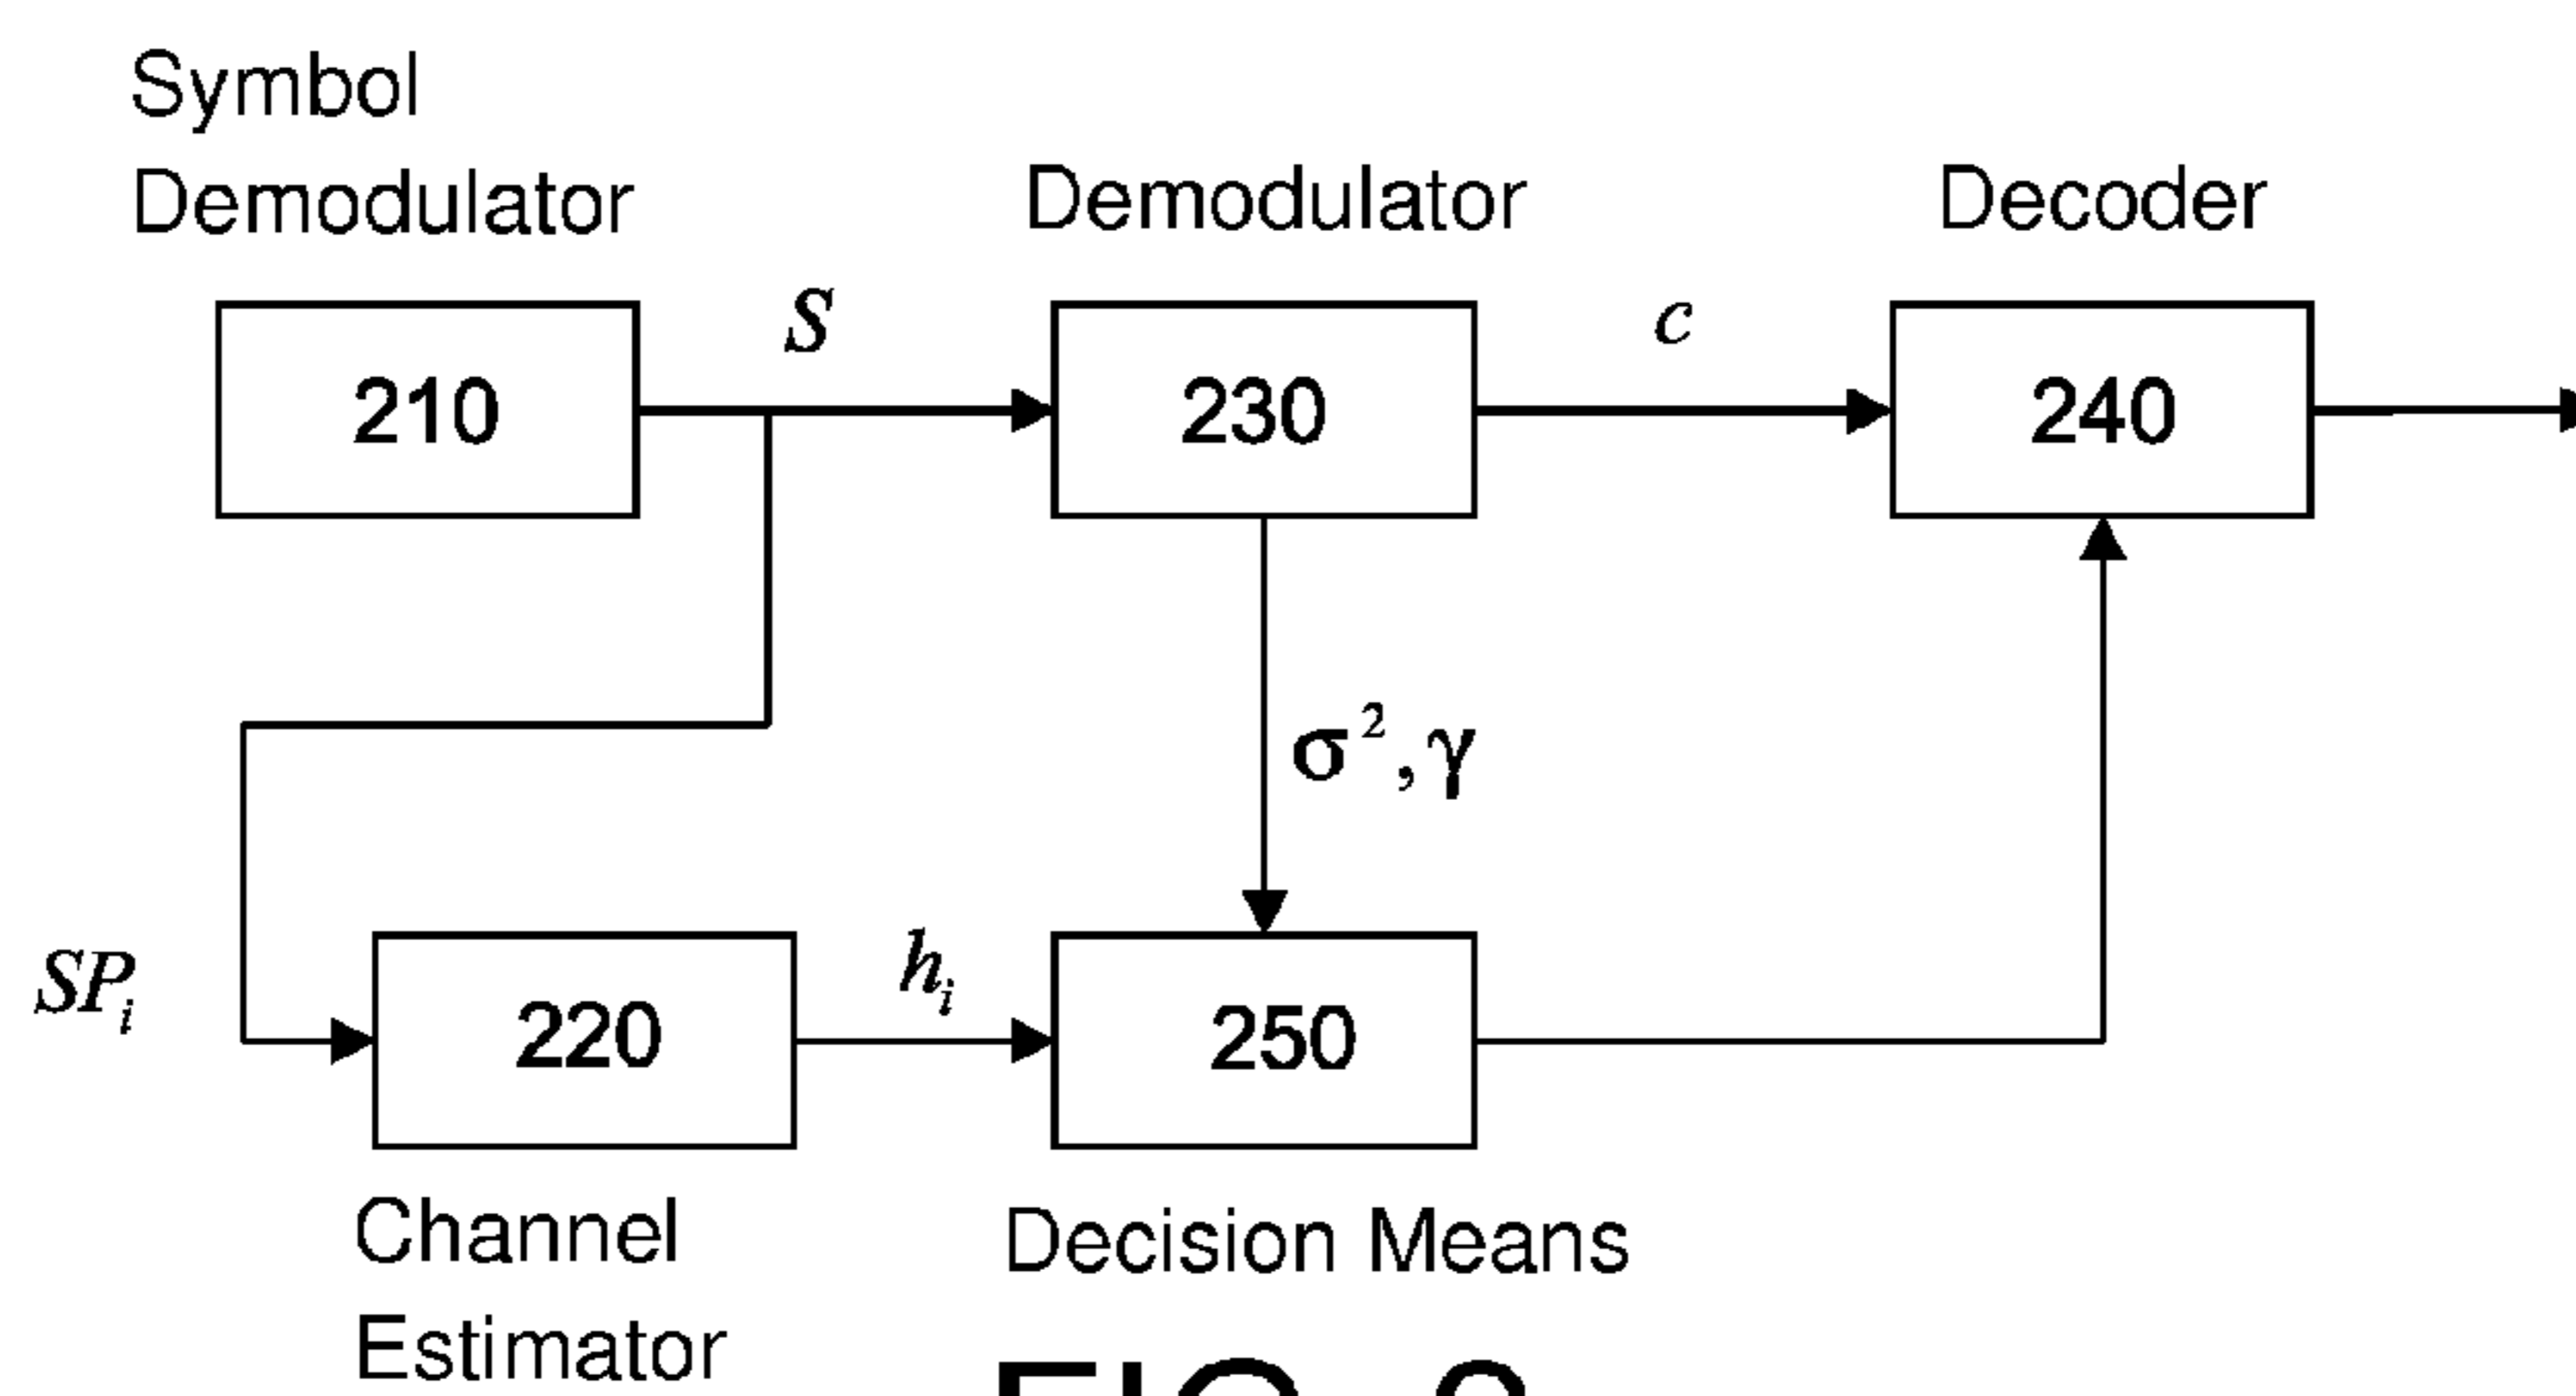 Symbol
Demodulator
Demodulator
Decoder
S
c
210
230
240
σ², γ
SPᵢ
hᵢ
220
250
Channel
Estimator
Decision Means